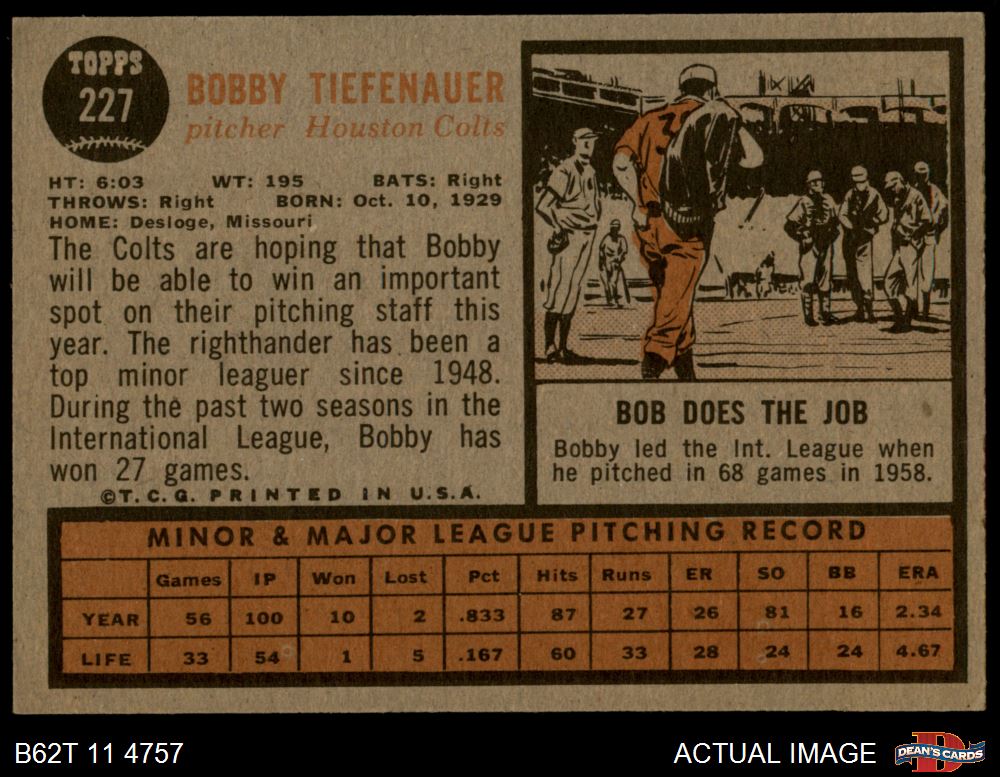 TOPPS
227
BOBBY TIEFENAUER
pitcher Houston Colts
HT: 6:03 WT: 195 BATS: Right
THROWS: Right BORN: Oct. 10, 1929
HOME: Desloge, Missouri
The Colts are hoping that Bobby
will be able to win an important
spot on their pitching staff this
year. The righthander has been a
top minor leaguer since 1948.
During the past two seasons in the
International League, Bobby has
won 27 games.
©T.C.G. PRINTED IN U.S.A.
BOB DOES THE JOB
Bobby led the Int. League when
he pitched in 68 games in 1958.
MINOR & MAJOR LEAGUE PITCHING RECORD
Games IP Won Lost Pct Hits Runs ER SO BB ERA
YEAR 56 100 10 2 .833 87 27 26 81 16 2.34
LIFE 33 54 1 5 .167 60 33 28 24 24 4.67
B62T 11 4757
ACTUAL IMAGE
DEAN'S CARDS